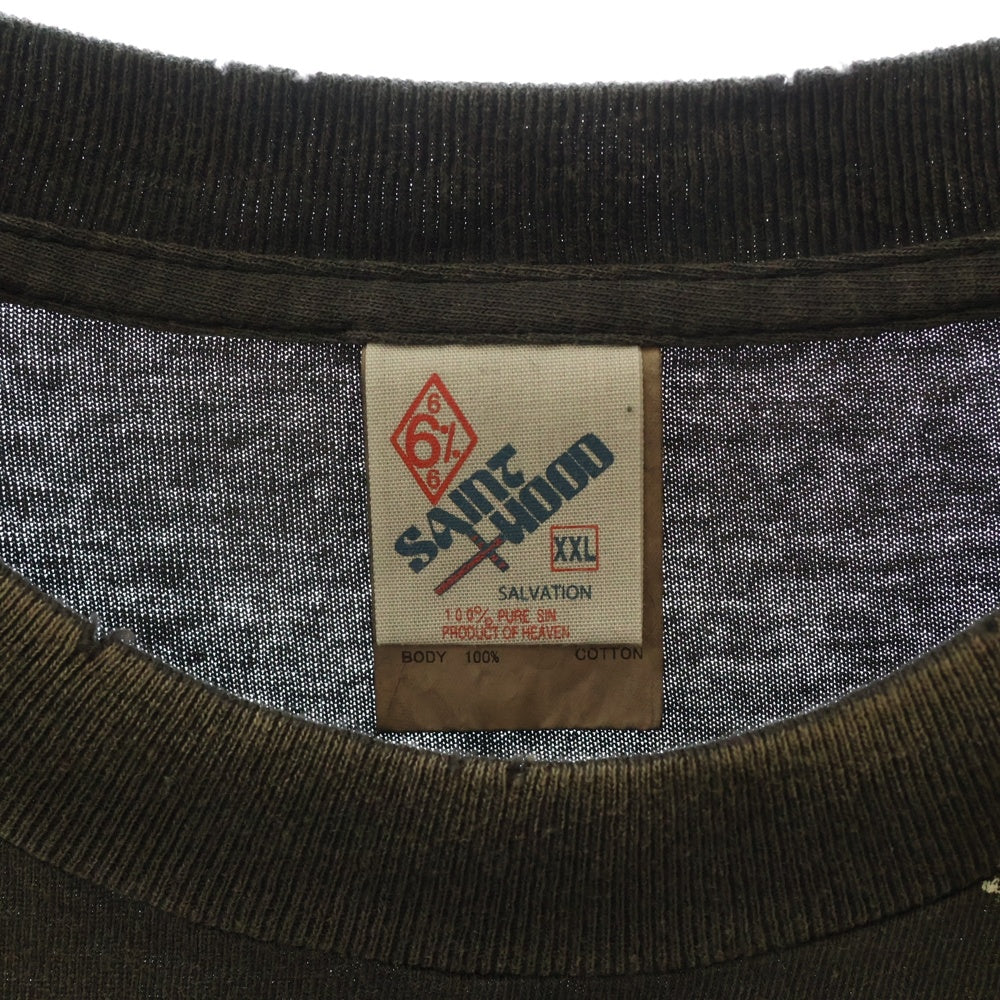 6
6%
6
SAINT
HOOD
XXL
SALVATION
100% PURE SIN
PRODUCT OF HEAVEN
BODY 100% COTTON